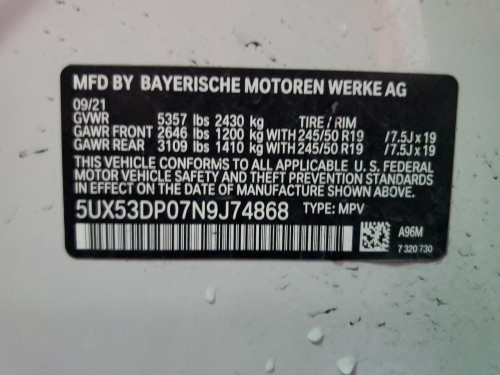 MFD BY BAYERISCHE MOTOREN WERKE AG
09/21
GVWR 5357 lbs 2430 kg TIRE / RIM
GAWR FRONT 2646 lbs 1200 kg WITH 245/50 R19 /7.5J x 19
GAWR REAR 3109 lbs 1410 kg WITH 245/50 R19 /7.5J x 19
THIS VEHICLE CONFORMS TO ALL APPLICABLE U.S. FEDERAL
MOTOR VEHICLE SAFETY AND THEFT PREVENTION STANDARDS
IN EFFECT ON THE DATE OF MANUFACTURE SHOWN ABOVE.
5UX53DP07N9J74868 TYPE: MPV
A96M
7 320 730